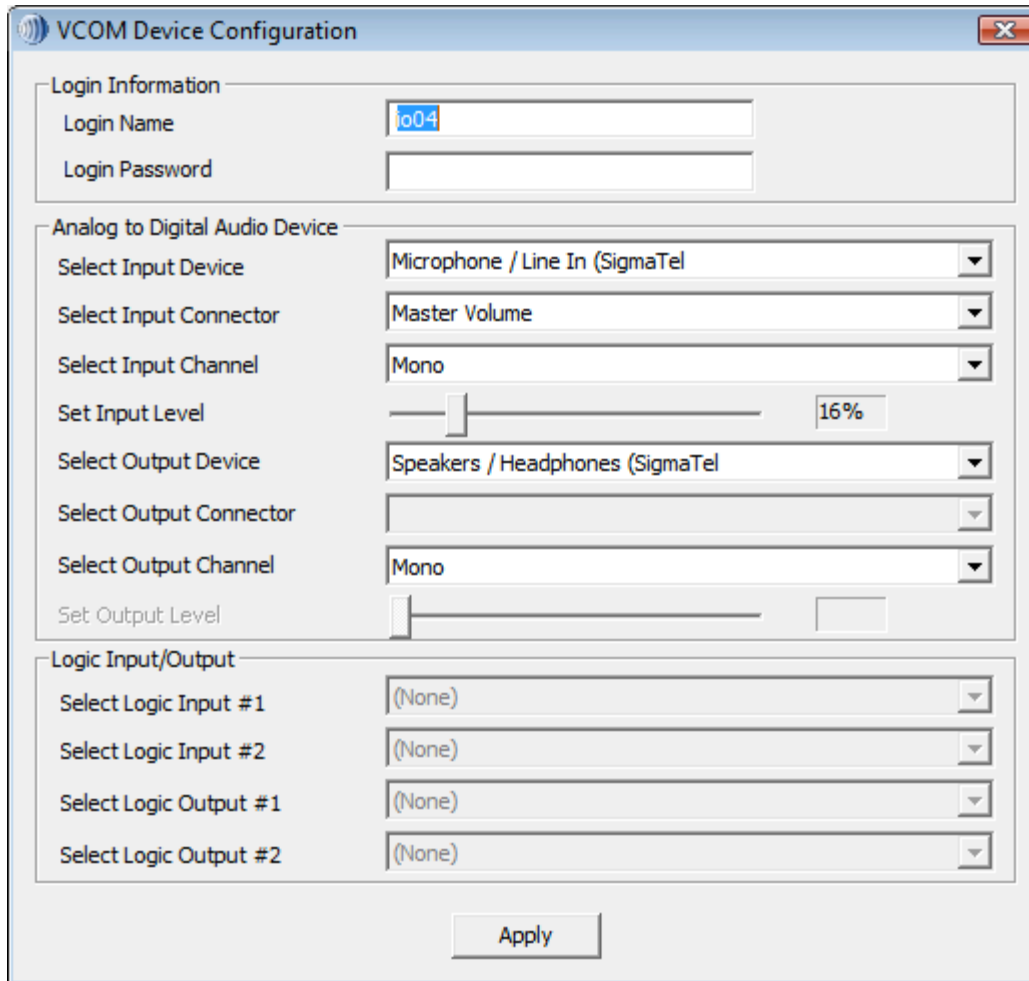 VCOM Device Configuration
Login Information
Login Name io04
Login Password
Analog to Digital Audio Device
Select Input Device Microphone / Line In (SigmaTel
Select Input Connector Master Volume
Select Input Channel Mono
Set Input Level 16%
Select Output Device Speakers / Headphones (SigmaTel
Select Output Connector
Select Output Channel Mono
Set Output Level
Logic Input/Output
Select Logic Input #1 (None)
Select Logic Input #2 (None)
Select Logic Output #1 (None)
Select Logic Output #2 (None)
Apply